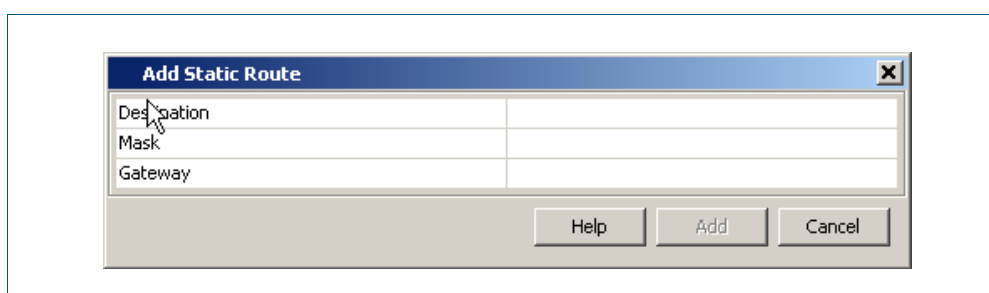 Add Static Route
Destination
Mask
Gateway
Help Add Cancel